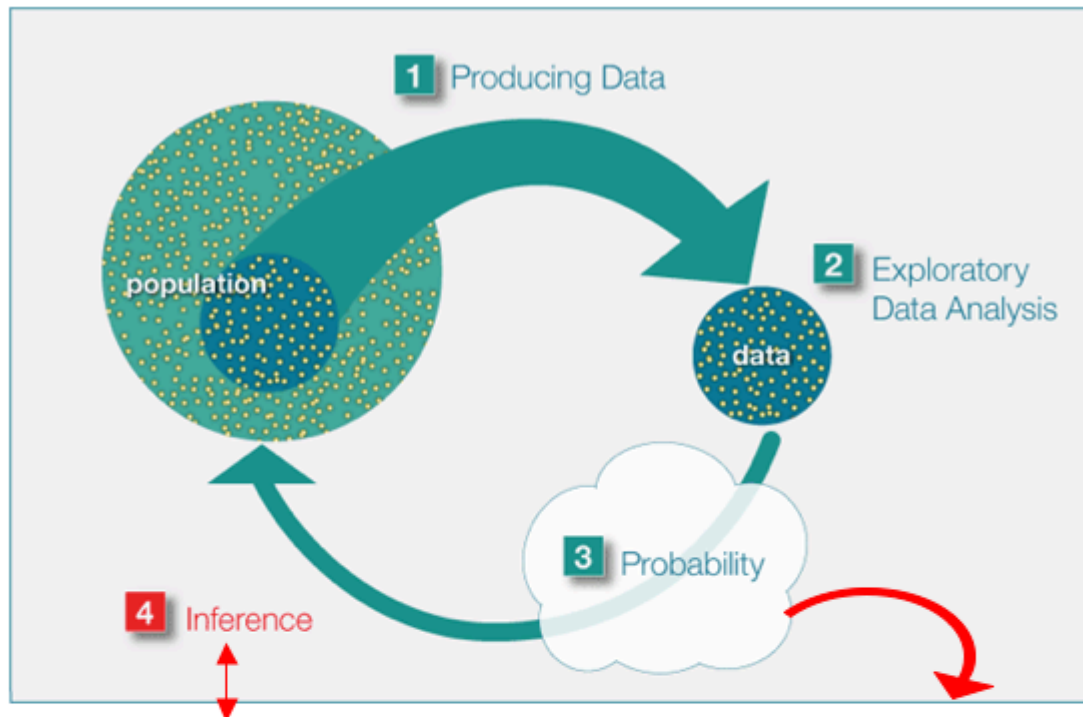 1 Producing Data
population
2 Exploratory
Data Analysis
data
3 Probability
4 Inference